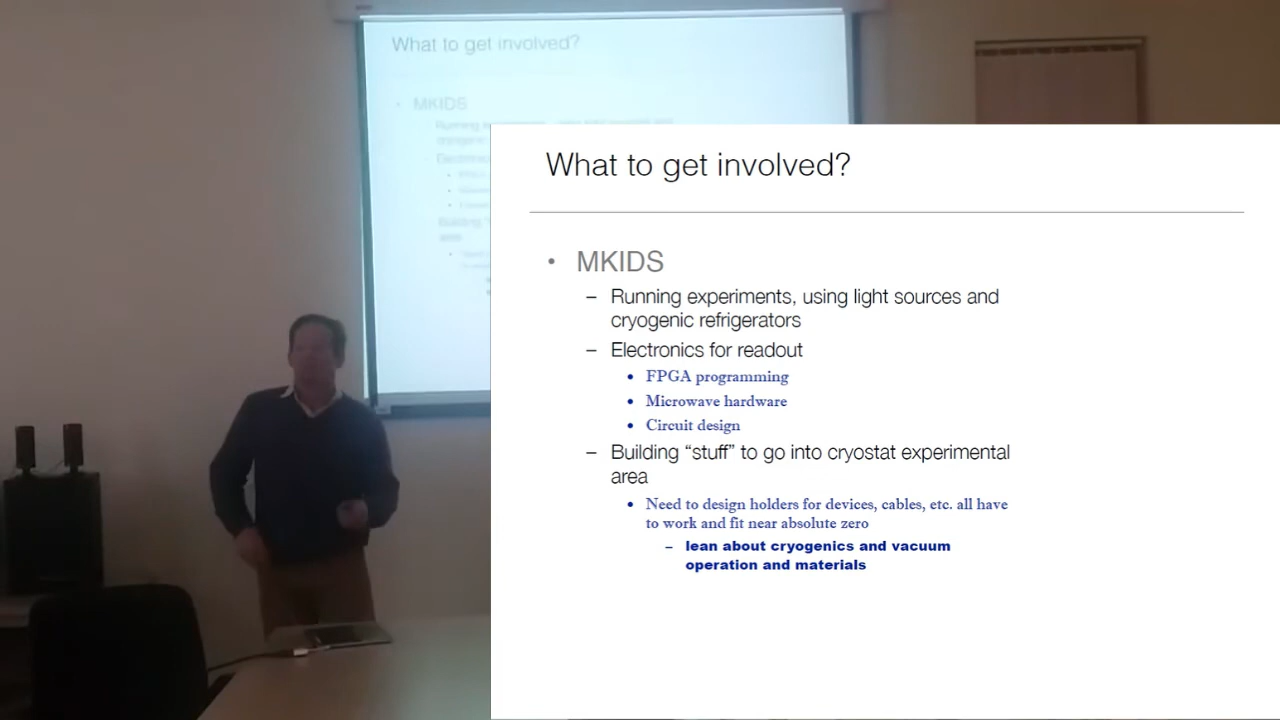 What to get involved?
• MKIDS
What to get involved?
• MKIDS
– Running experiments, using light sources and
cryogenic refrigerators
– Electronics for readout
• FPGA programming
• Microwave hardware
• Circuit design
– Building “stuff” to go into cryostat experimental
area
• Need to design holders for devices, cables, etc. all have
to work and fit near absolute zero
– lean about cryogenics and vacuum
operation and materials